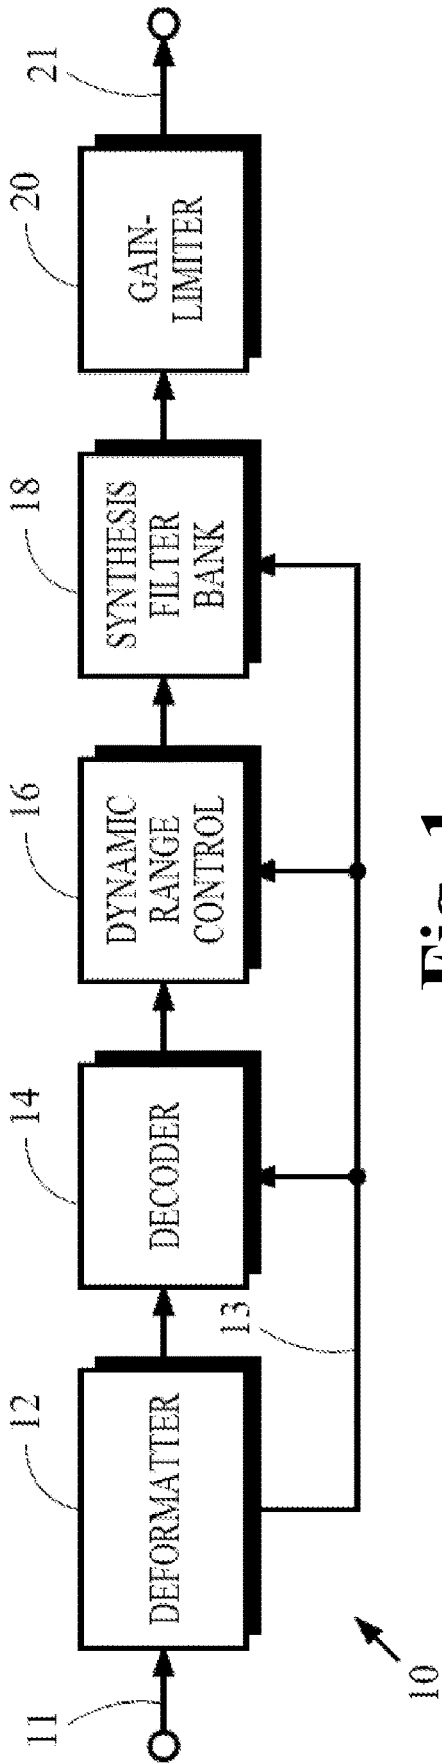 11
12
DEFORMATTER
13
14
DECODER
16
DYNAMIC
RANGE
CONTROL
18
SYNTHESIS
FILTER
BANK
20
GAIN-
LIMITER
21
10
Fig. 1